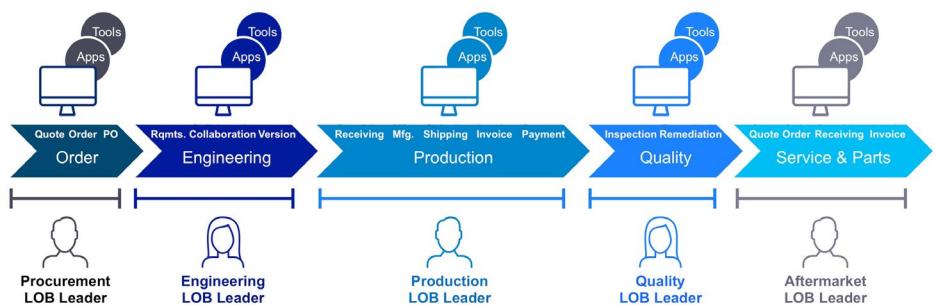 Tools
Apps
Tools
Apps
Tools
Apps
Tools
Apps
Tools
Apps
Quote Order PO
Order
Rqmts. Collaboration Version
Engineering
Receiving Mfg. Shipping Invoice Payment
Production
Inspection Remediation
Quality
Quote Order Receiving Invoice
Service & Parts
Procurement
LOB Leader
Engineering
LOB Leader
Production
LOB Leader
Quality
LOB Leader
Aftermarket
LOB Leader